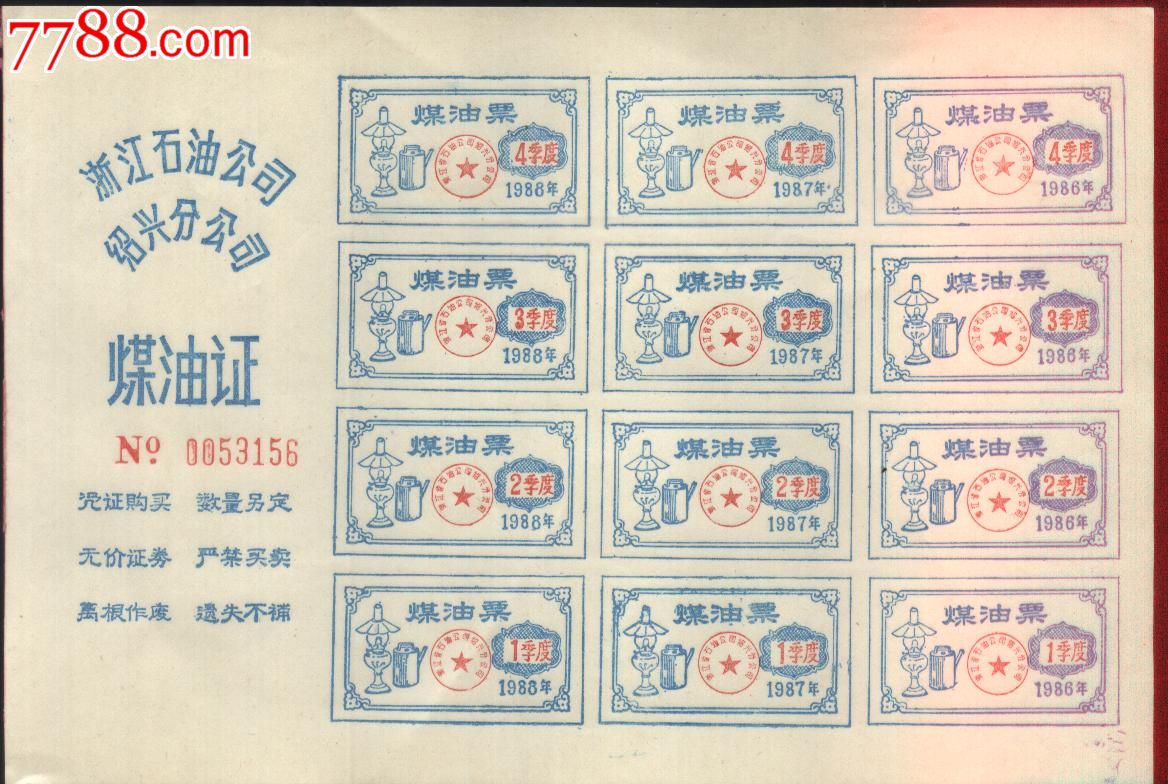 7788.com
浙江石油公司
绍兴分公司
煤油证
Nº 0053156
凭证购买 数量另定
无价证券 严禁买卖
离根作废 遗失不补
煤油票
4季度
1988年
煤油票
4季度
1987年
煤油票
4季度
1986年
煤油票
3季度
1988年
煤油票
3季度
1987年
煤油票
3季度
1986年
煤油票
2季度
1988年
煤油票
2季度
1987年
煤油票
2季度
1986年
煤油票
1季度
1988年
煤油票
1季度
1987年
煤油票
1季度
1986年